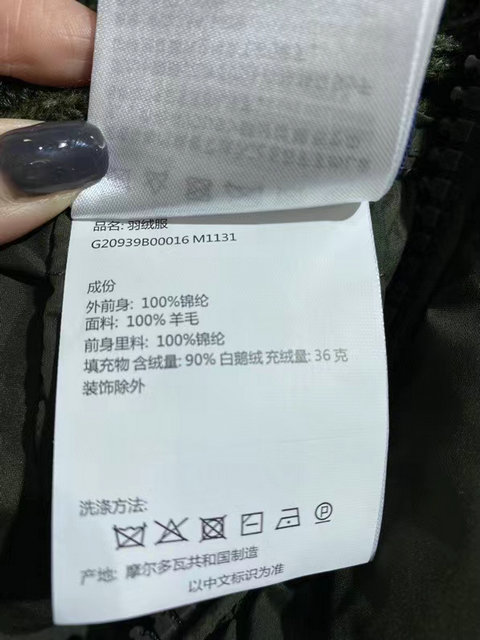 品名: 羽绒服
G20939B00016 M1131
成份
外前身: 100%锦纶
面料: 100% 羊毛
前身里料: 100%锦纶
填充物 含绒量: 90% 白鹅绒 充绒量: 36 克
装饰除外
洗涤方法:
P
产地: 摩尔多瓦共和国制造
以中文标识为准